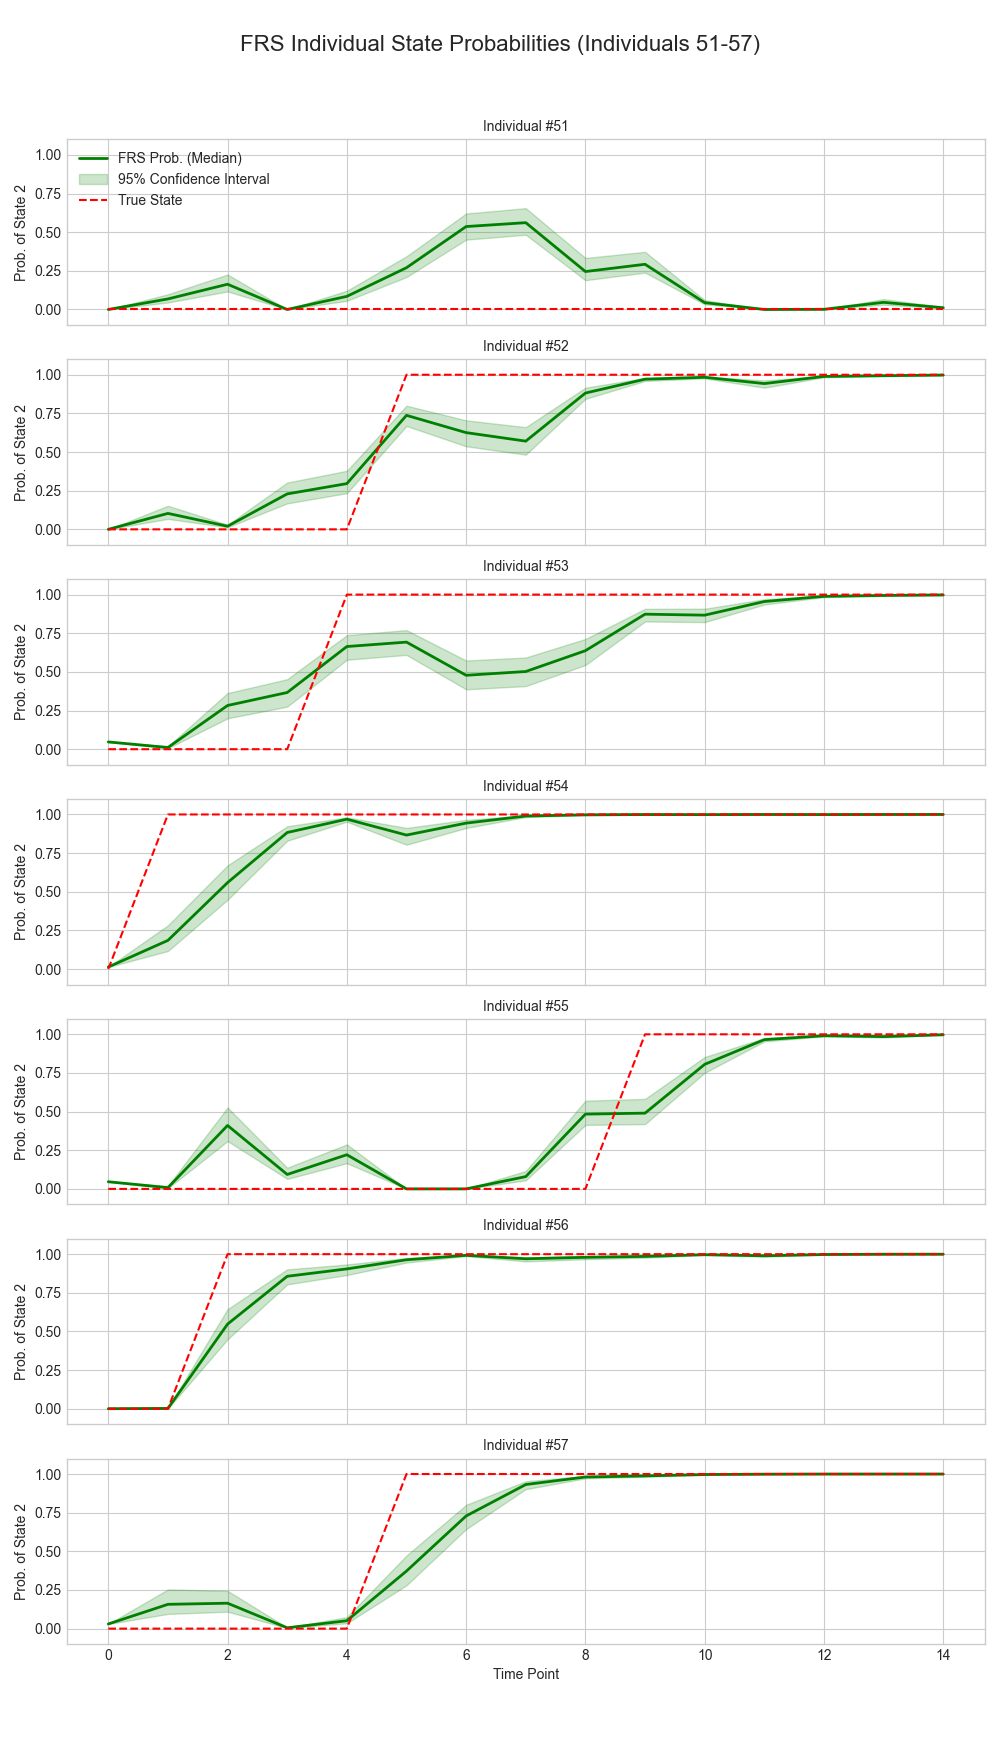 FRS Individual State Probabilities (Individuals 51-57)
Individual #51
FRS Prob. (Median)
95% Confidence Interval
True State
Prob. of State 2
1.00
0.75
0.50
0.25
0.00
Individual #52
Prob. of State 2
1.00
0.75
0.50
0.25
0.00
Individual #53
Prob. of State 2
1.00
0.75
0.50
0.25
0.00
Individual #54
Prob. of State 2
1.00
0.75
0.50
0.25
0.00
Individual #55
Prob. of State 2
1.00
0.75
0.50
0.25
0.00
Individual #56
Prob. of State 2
1.00
0.75
0.50
0.25
0.00
Individual #57
Prob. of State 2
1.00
0.75
0.50
0.25
0.00
0 2 4 6 8 10 12 14
Time Point